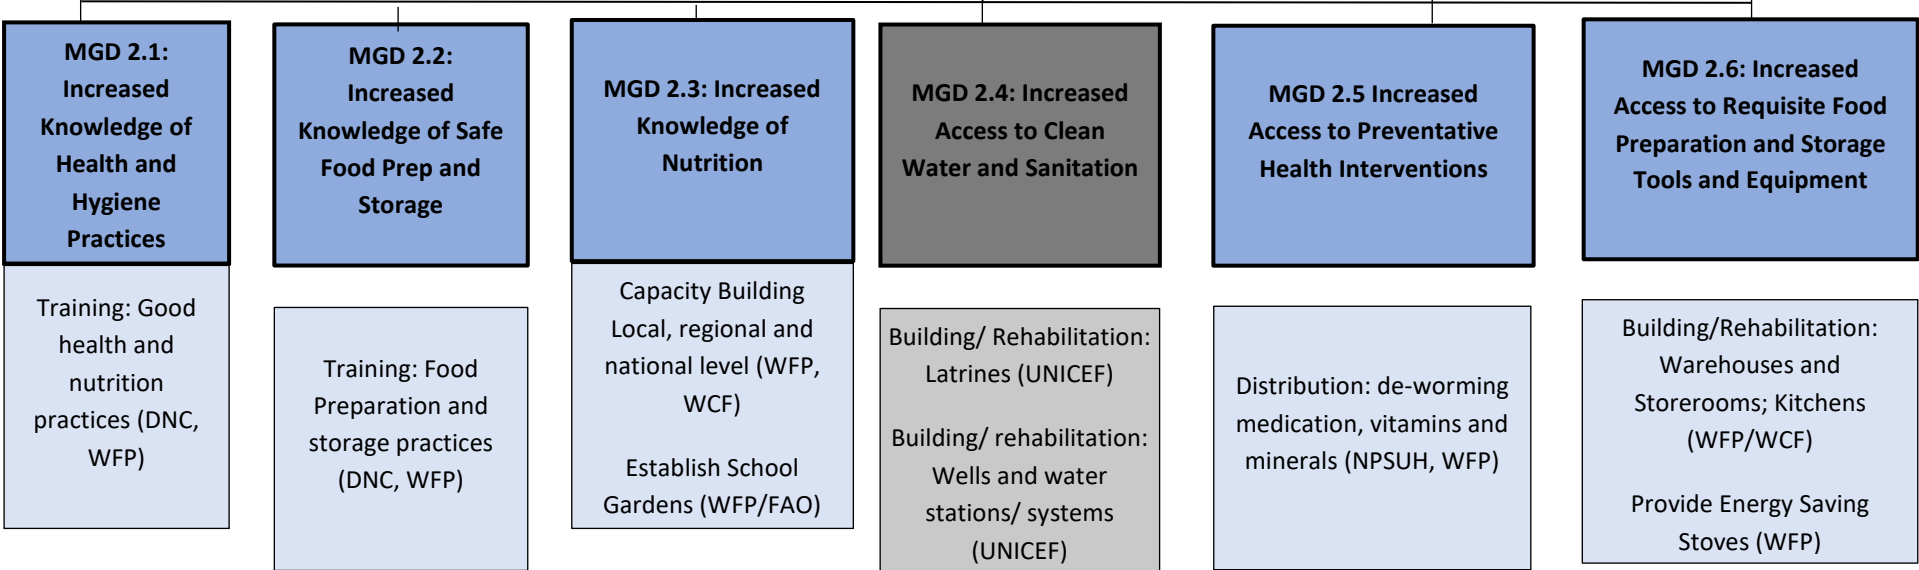 MGD 2.1:
Increased
Knowledge of
Health and
Hygiene
Practices
Training: Good
health and
nutrition
practices (DNC,
WFP)
MGD 2.2:
Increased
Knowledge of Safe
Food Prep and
Storage
Training: Food
Preparation and
storage practices
(DNC, WFP)
MGD 2.3: Increased
Knowledge of
Nutrition
Capacity Building
Local, regional and
national level (WFP,
WCF)
Establish School
Gardens (WFP/FAO)
MGD 2.4: Increased
Access to Clean
Water and Sanitation
Building/ Rehabilitation:
Latrines (UNICEF)
Building/ rehabilitation:
Wells and water
stations/ systems
(UNICEF)
MGD 2.5 Increased
Access to Preventative
Health Interventions
Distribution: de-worming
medication, vitamins and
minerals (NPSUH, WFP)
MGD 2.6: Increased
Access to Requisite Food
Preparation and Storage
Tools and Equipment
Building/Rehabilitation:
Warehouses and
Storerooms; Kitchens
(WFP/WCF)
Provide Energy Saving
Stoves (WFP)